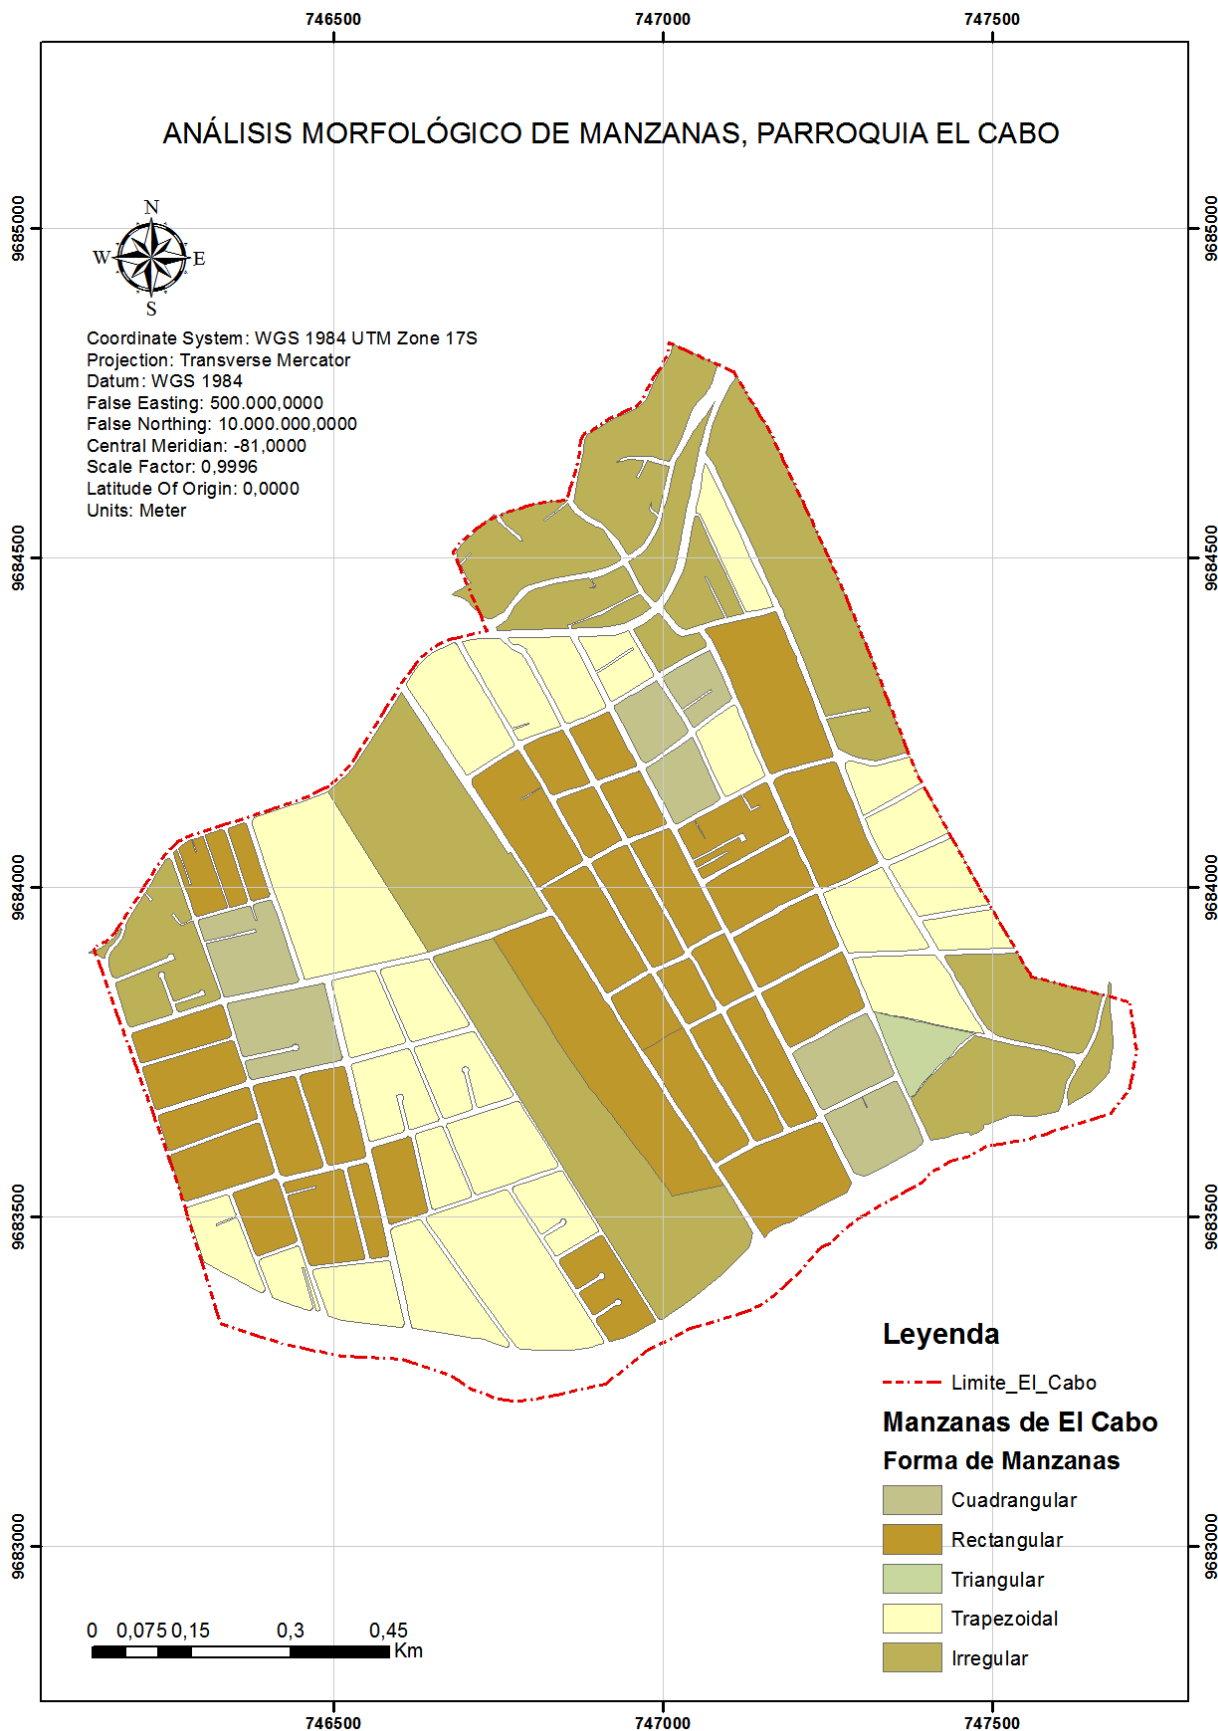 746500 747000 747500
ANÁLISIS MORFOLÓGICO DE MANZANAS, PARROQUIA EL CABO
9685000 9685000
N
W E
S
Coordinate System: WGS 1984 UTM Zone 17S
Projection: Transverse Mercator
Datum: WGS 1984
False Easting: 500.000,0000
False Northing: 10.000.000,0000
Central Meridian: -81,0000
Scale Factor: 0,9996
Latitude Of Origin: 0,0000
Units: Meter
9684500 9684500
9684000 9684000
9683500 9683500
Leyenda
Limite_El_Cabo
Manzanas de El Cabo
Forma de Manzanas
Cuadrangular
Rectangular
Triangular
Trapezoidal
Irregular
9683000 9683000
0 0,075 0,15 0,3 0,45
Km
746500 747000 747500